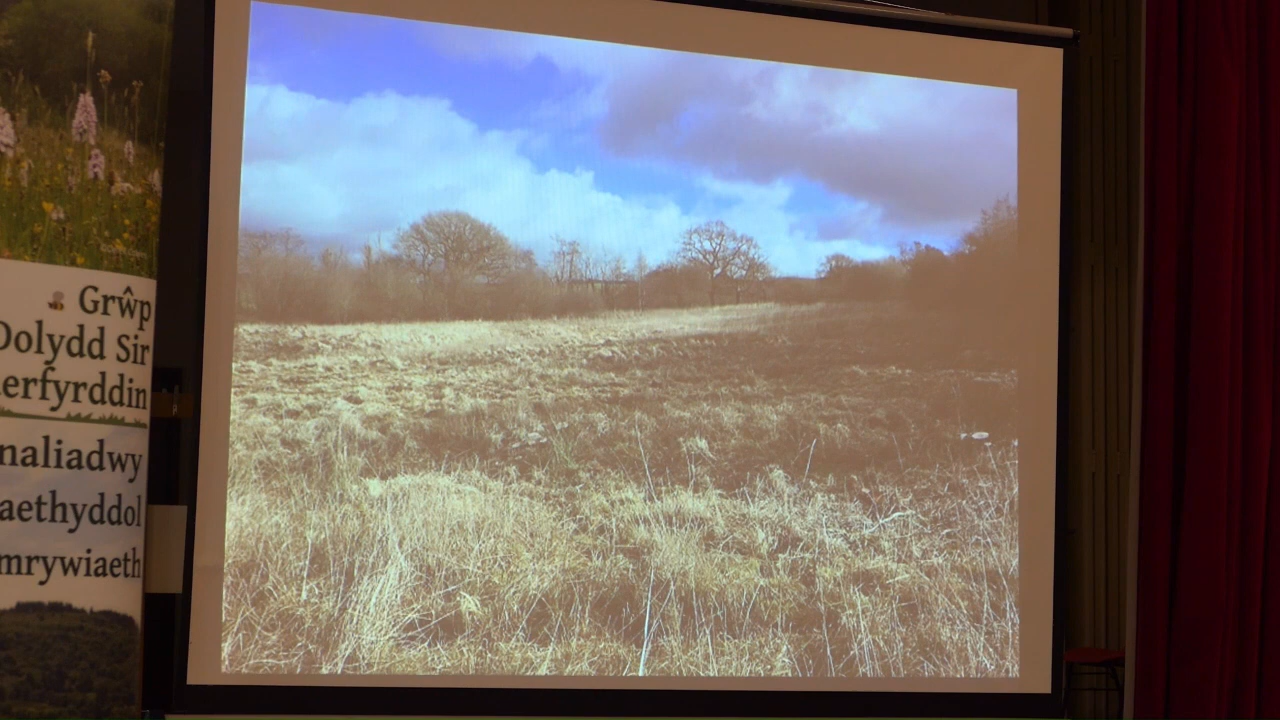 Grŵp
Dolydd Sir
erfyrddin
naliadwy
aethyddol
mrywiaeth